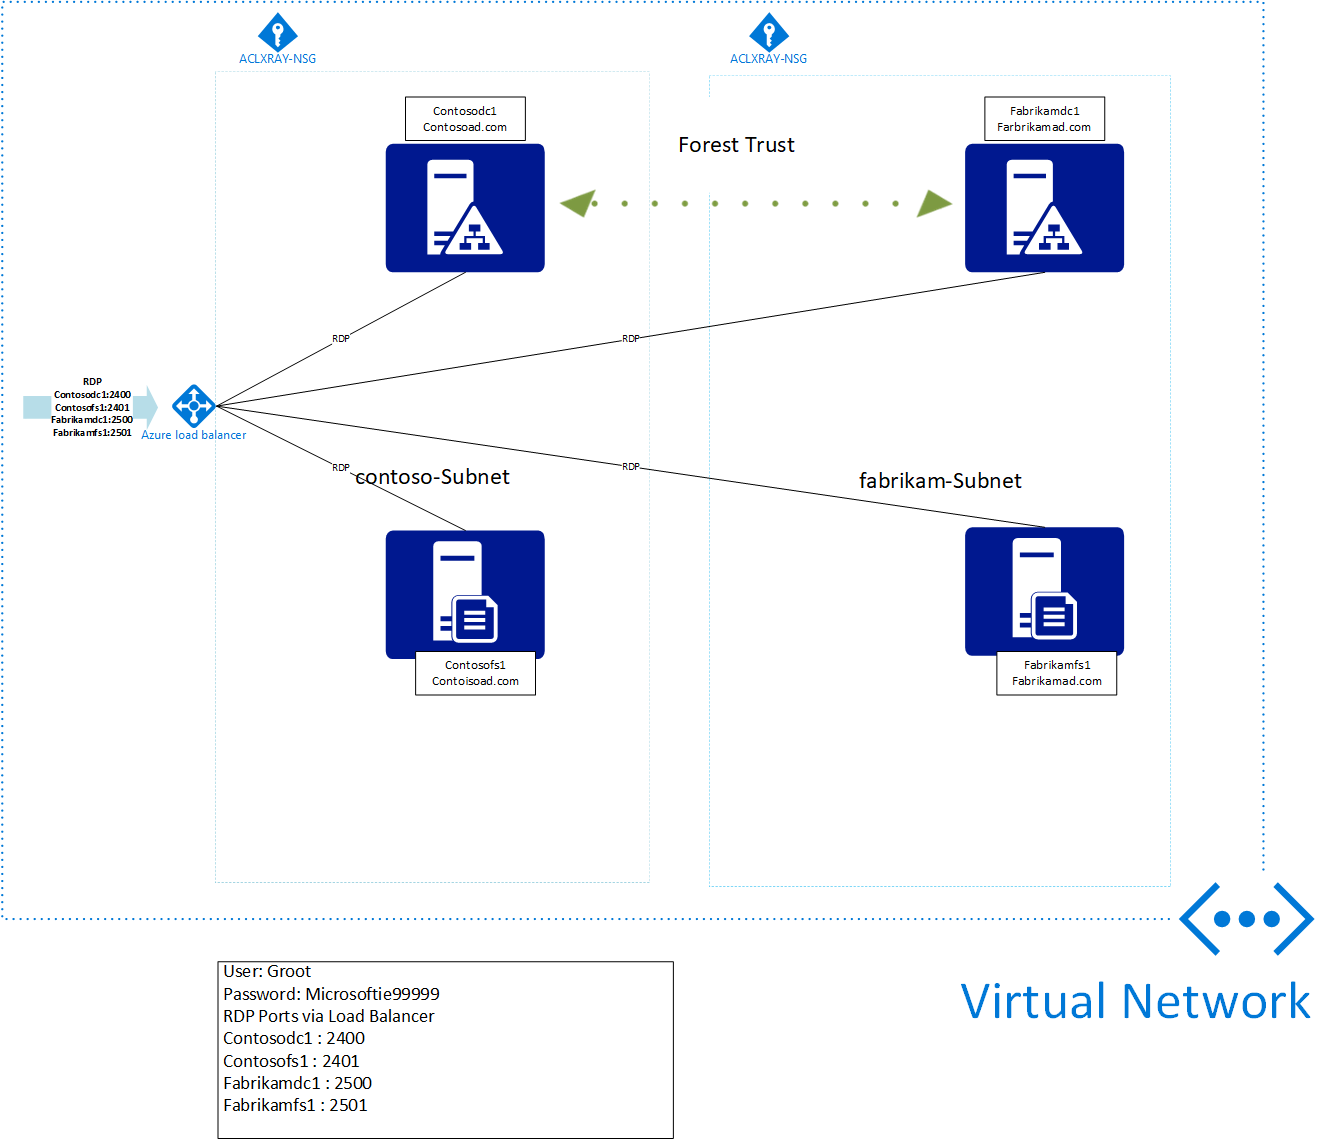 ACLXRAY-NSG
ACLXRAY-NSG
Contosodc1
Contosoad.com
Fabrikamdc1
Farbrikamad.com
Forest Trust
RDP
RDP
RDP
Contosodc1:2400
Contosofs1:2401
Fabrikamdc1:2500
Fabrikamfs1:2501
Azure load balancer
RDP
RDP
contoso-Subnet
fabrikam-Subnet
Contosofs1
Contoisoad.com
Fabrikamfs1
Fabrikamad.com
Virtual Network
User: Groot
Password: Microsoftie99999
RDP Ports via Load Balancer
Contosodc1 : 2400
Contosofs1 : 2401
Fabrikamdc1 : 2500
Fabrikamfs1 : 2501